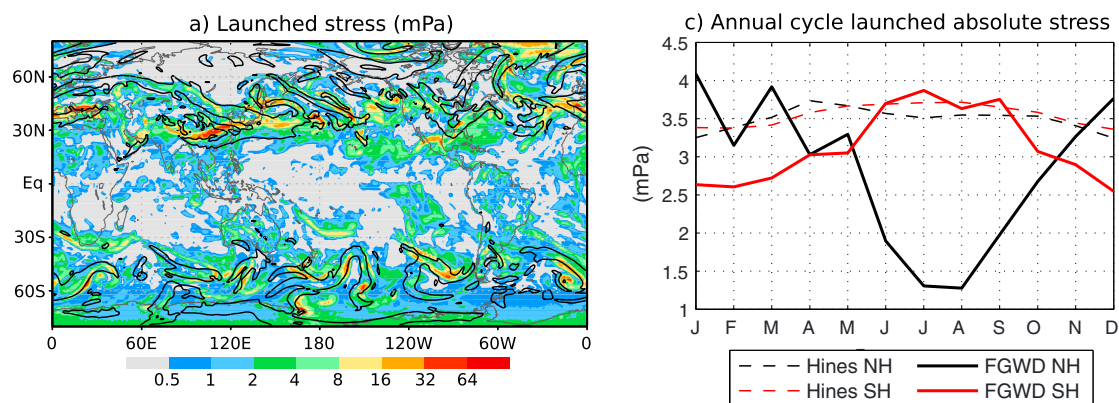 a) Launched stress (mPa)
60N
30N
Eq
30S
60S
0 60E 120E 180 120W 60W 0
0.5 1 2 4 8 16 32 64
c) Annual cycle launched absolute stress
(mPa)
4.5
4
3.5
3
2.5
2
1.5
1
J F M A M J J A S O N D
Hines NH FGWD NH
Hines SH FGWD SH